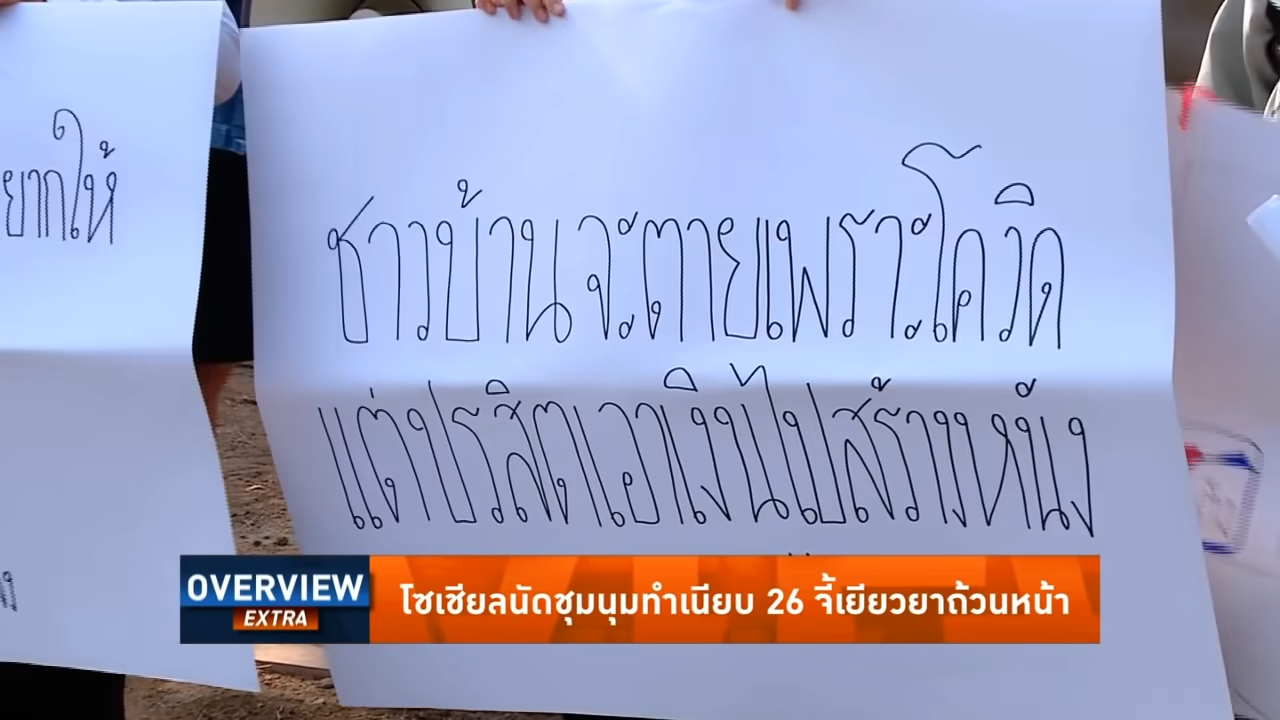 ยากให้
ชาวบ้านจะตายเพราะโควิด
แต่ปรสิตเอาเงินไปสร้างหนัง
OVERVIEW
EXTRA
โซเชียลนัดชุมนุมทำเนียบ 26 จี้เยียวยาถ้วนหน้า